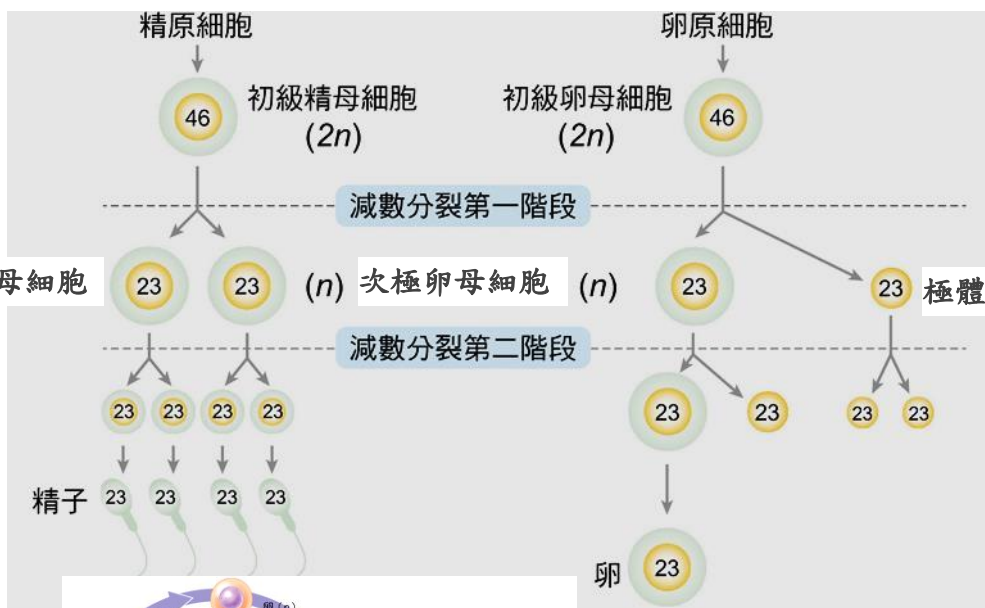 精原細胞
卵原細胞
46
初級精母細胞
(2n)
初級卵母細胞
(2n)
46
減數分裂第一階段
母細胞
23
23
(n)
次極卵母細胞
(n)
23
23
極體
減數分裂第二階段
23
23
23
23
23
23
23
23
精子
23
23
23
23
卵
23
卵(n)